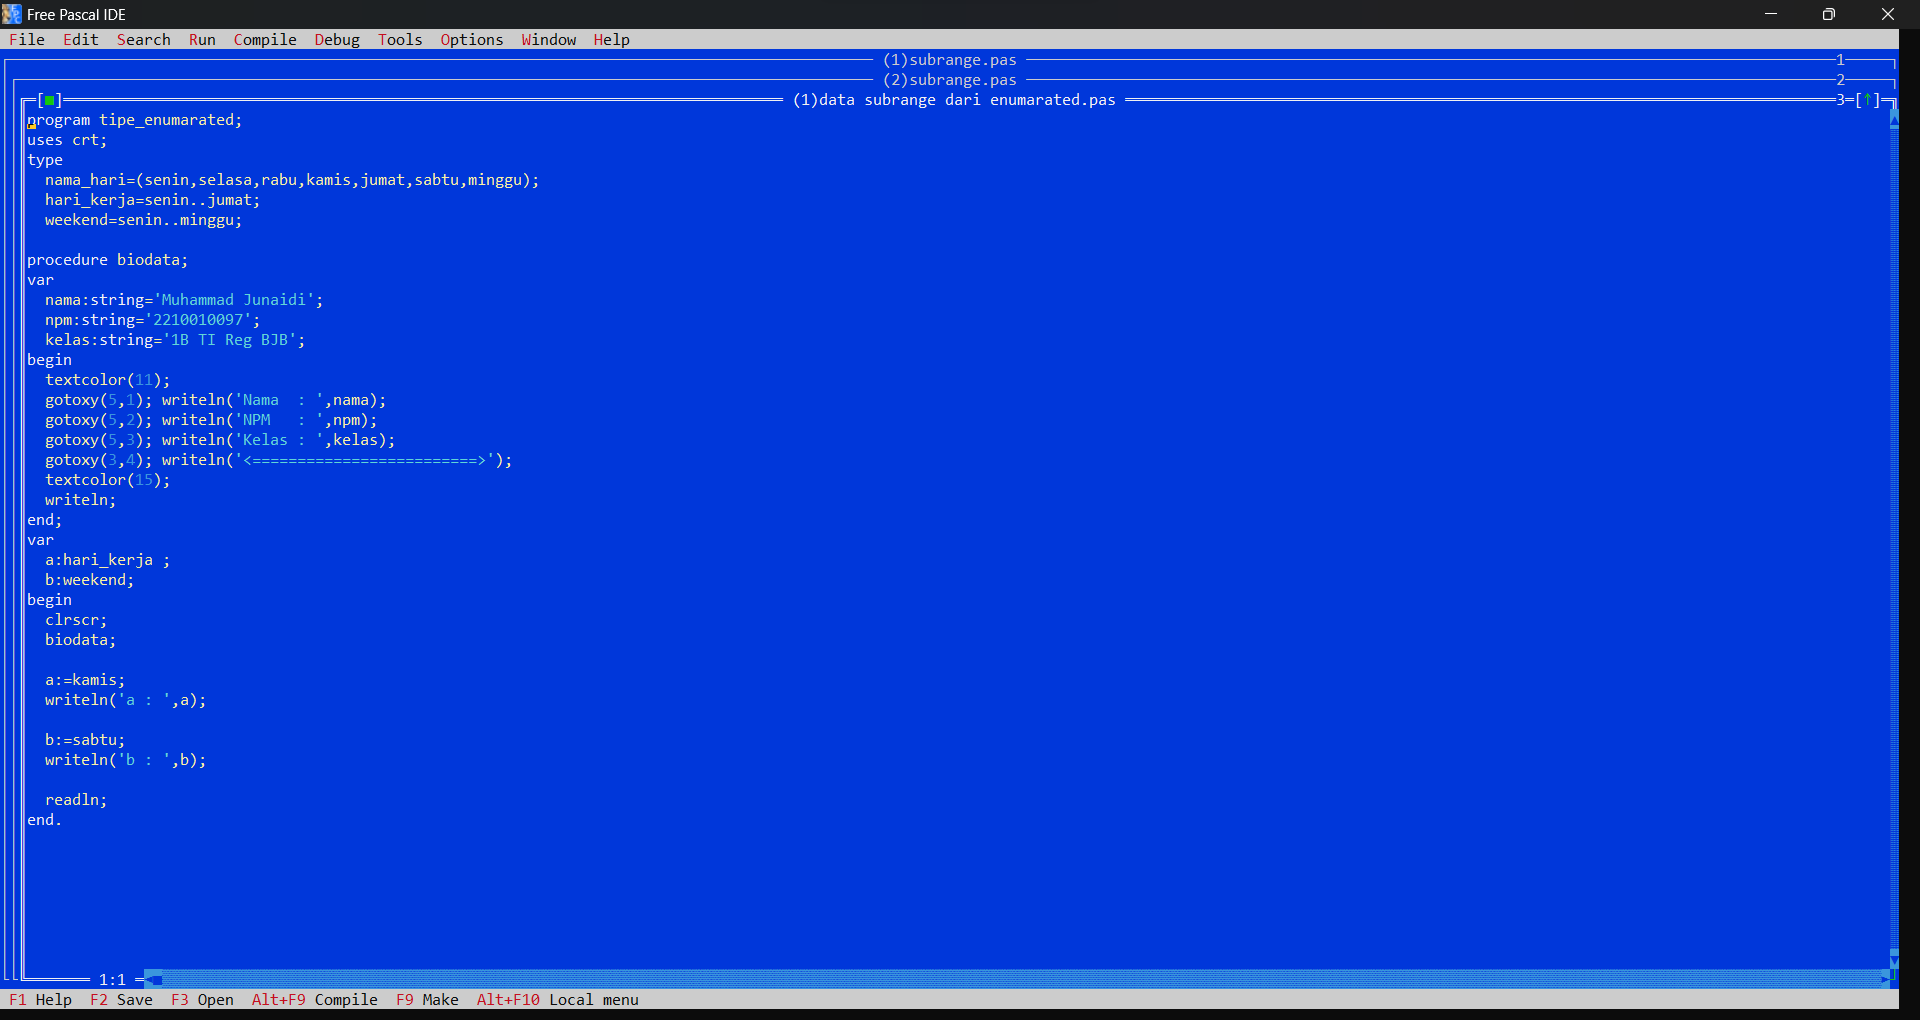 Free Pascal IDE
File Edit Search Run Compile Debug Tools Options Window Help
(1)subrange.pas 1
(2)subrange.pas 2
[■] (1)data subrange dari enumarated.pas 3=[↑]
program tipe_enumarated;
uses crt;
type
  nama_hari=(senin,selasa,rabu,kamis,jumat,sabtu,minggu);
  hari_kerja=senin..jumat;
  weekend=senin..minggu;
procedure biodata;
var
  nama:string='Muhammad Junaidi';
  npm:string='2210010097';
  kelas:string='1B TI Reg BJB';
begin
  textcolor(11);
  gotoxy(5,1); writeln('Nama  : ',nama);
  gotoxy(5,2); writeln('NPM   : ',npm);
  gotoxy(5,3); writeln('Kelas : ',kelas);
  gotoxy(3,4); writeln('<=========================>');
  textcolor(15);
  writeln;
end;
var
  a:hari_kerja ;
  b:weekend;
begin
  clrscr;
  biodata;
  a:=kamis;
  writeln('a : ',a);
  b:=sabtu;
  writeln('b : ',b);
  readln;
end.
1:1
F1 Help F2 Save F3 Open Alt+F9 Compile F9 Make Alt+F10 Local menu